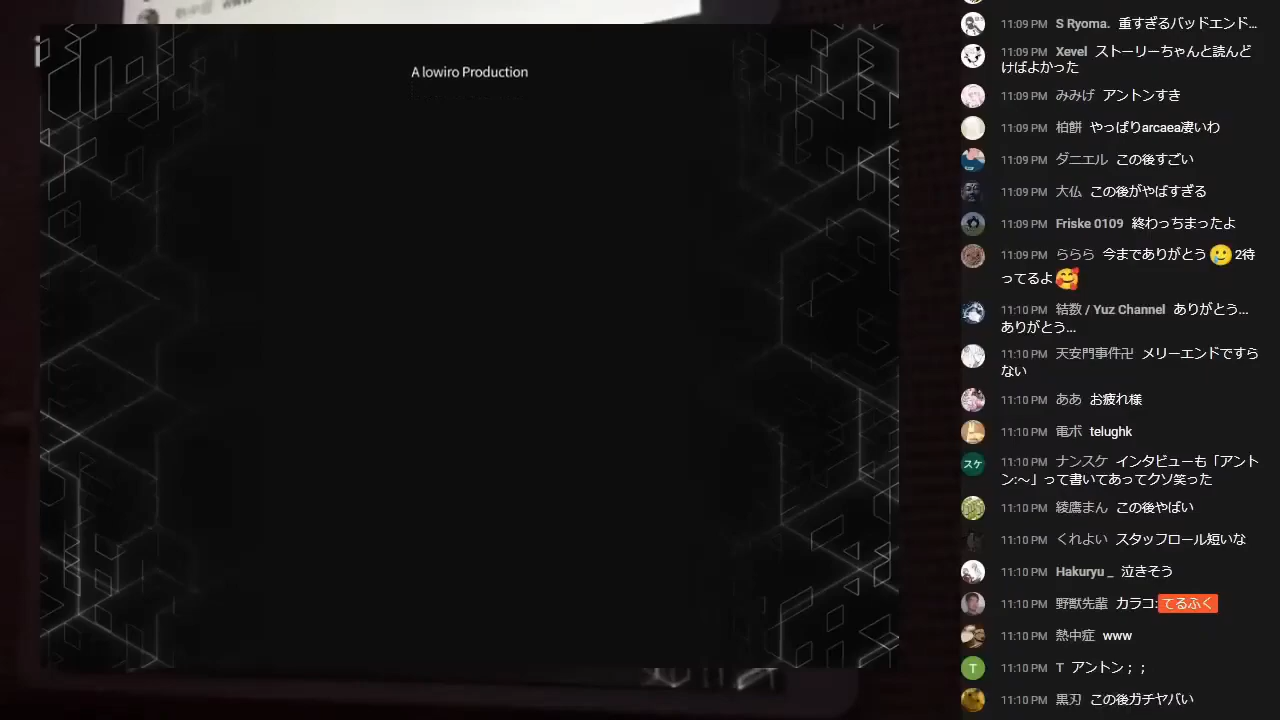 A lowiro Production
11:09 PM S Ryoma. 重すぎるバッドエンド...
11:09 PM Xevel ストーリーちゃんと読んど
けばよかった
11:09 PM みみげ アントンすき
11:09 PM 柏餅 やっぱりarcaea凄いわ
11:09 PM ダニエル この後すごい
11:09 PM 大仏 この後がやばすぎる
11:09 PM Friske 0109 終わっちまったよ
11:09 PM ららら 今までありがとう🥲2待
ってるよ🥰
11:10 PM 結数 / Yuz Channel ありがとう...
ありがとう...
11:10 PM 天安門事件卍 メリーエンドですら
ない
11:10 PM ああ お疲れ様
11:10 PM 電ボ telughk
スケ 11:10 PM ナンスケ インタビューも「アント
ン:〜」って書いてあってクソ笑った
11:10 PM 綾鷹まん この後やばい
11:10 PM くれよい スタッフロール短いな
11:10 PM Hakuryu _ 泣きそう
11:10 PM 野獣先輩 カラコ:てるふく
11:10 PM 熱中症 www
T 11:10 PM T アントン；；
11:10 PM 黒刃 この後ガチヤバい